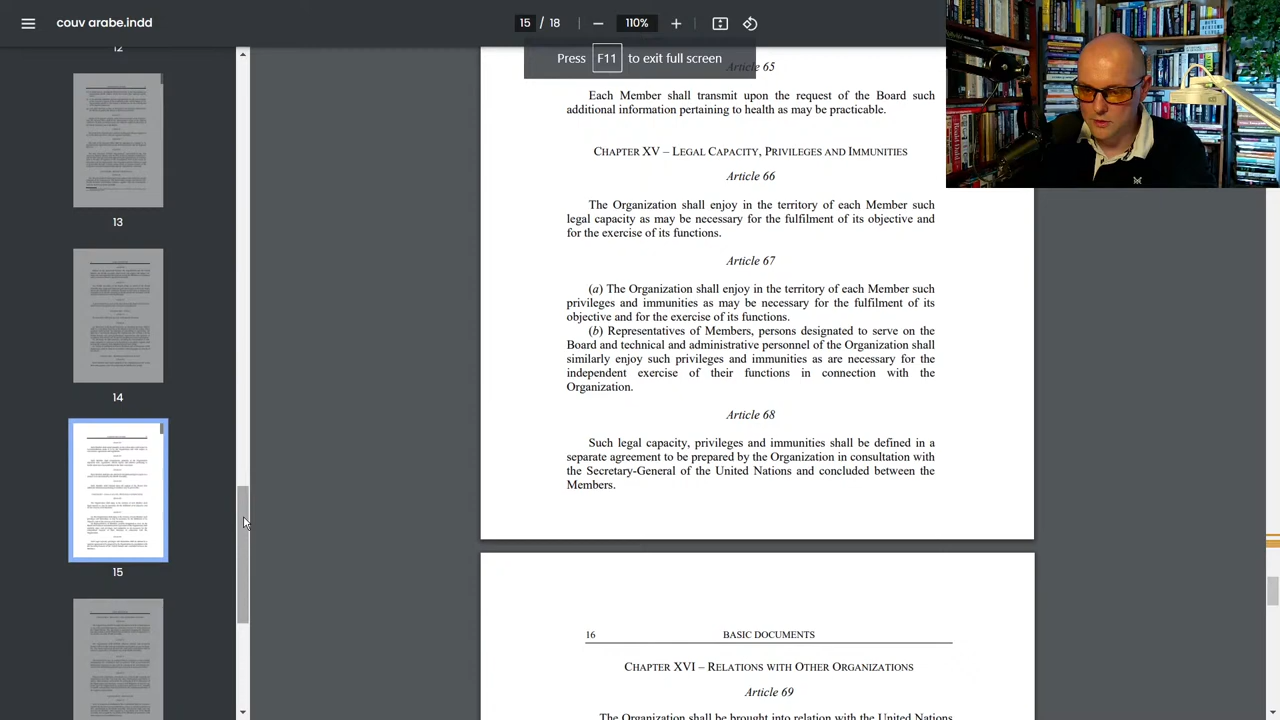 couv arabe.indd
15 / 18
110%
Press F11 to exit full screen
12
13
14
15
Article 65
Each Member shall transmit upon the request of the Board such
additional information pertaining to health as may be practicable.
CHAPTER XV – LEGAL CAPACITY, PRIVILEGES AND IMMUNITIES
Article 66
The Organization shall enjoy in the territory of each Member such
legal capacity as may be necessary for the fulfilment of its objective and
for the exercise of its functions.
Article 67
(a) The Organization shall enjoy in the territory of each Member such
privileges and immunities as may be necessary for the fulfilment of its
objective and for the exercise of its functions.
(b) Representatives of Members, persons designated to serve on the
Board and technical and administrative personnel of the Organization shall
similarly enjoy such privileges and immunities as are necessary for the
independent exercise of their functions in connection with the
Organization.
Article 68
Such legal capacity, privileges and immunities shall be defined in a
separate agreement to be prepared by the Organization in consultation with
the Secretary-General of the United Nations and concluded between the
Members.
16 BASIC DOCUMENTS
CHAPTER XVI – RELATIONS WITH OTHER ORGANIZATIONS
Article 69
The Organization shall be brought into relation with the United Nations